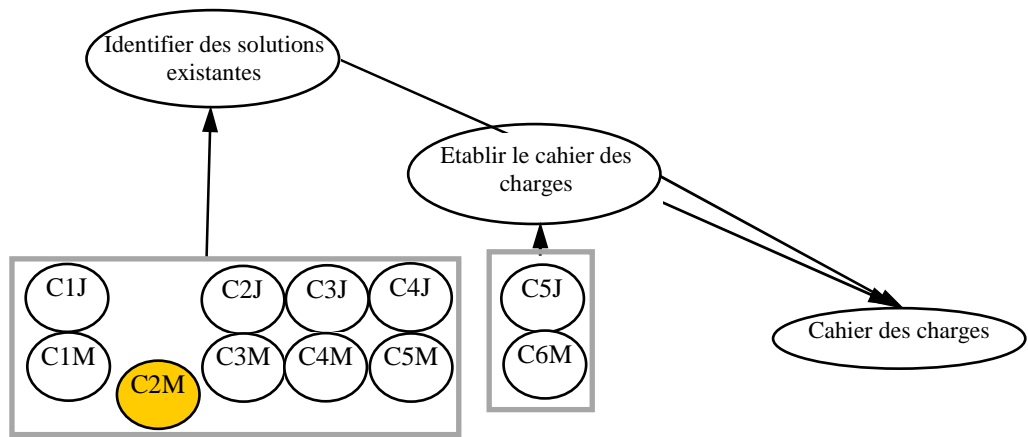 Identifier des solutions
existantes
Etablir le cahier des
charges
C1J
C2J
C3J
C4J
C5J
Cahier des charges
C1M
C2M
C3M
C4M
C5M
C6M